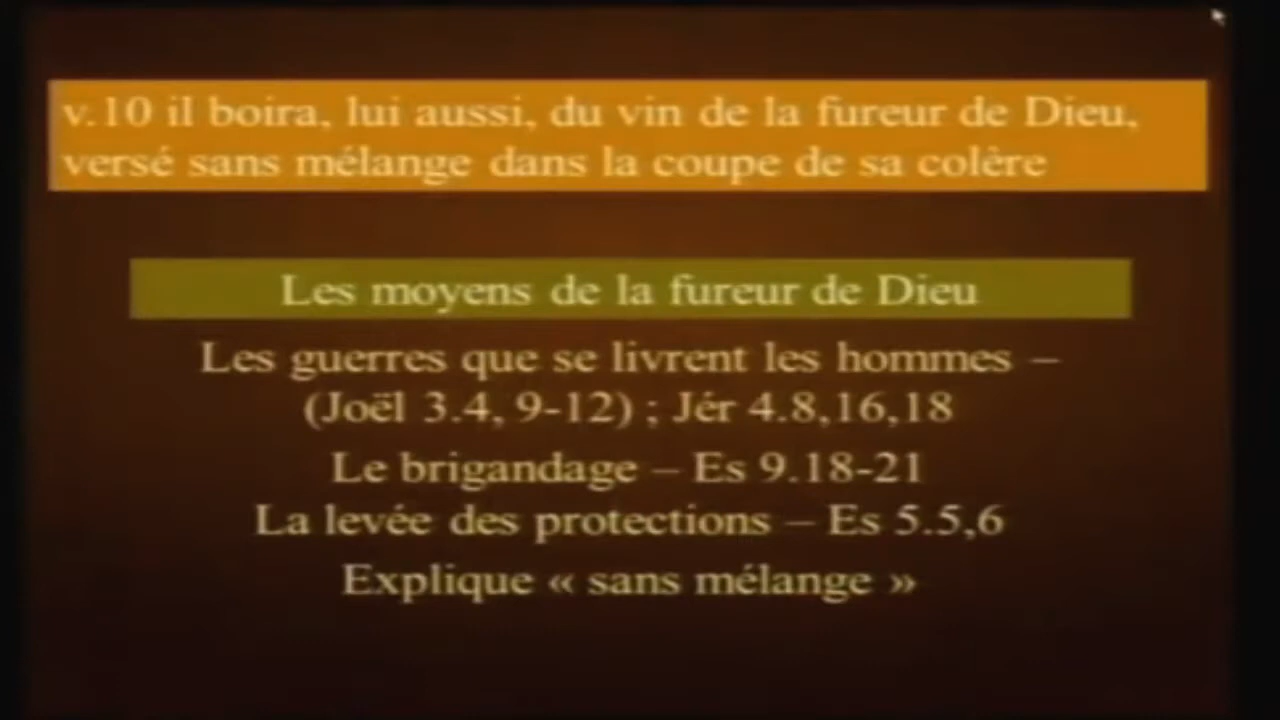 v.10 il boira, lui aussi, du vin de la fureur de Dieu,
versé sans mélange dans la coupe de sa colère
Les moyens de la fureur de Dieu
Les guerres que se livrent les hommes –
(Joël 3.4, 9-12) ; Jér 4.8,16,18
Le brigandage – Es 9.18-21
La levée des protections – Es 5.5,6
Explique « sans mélange »